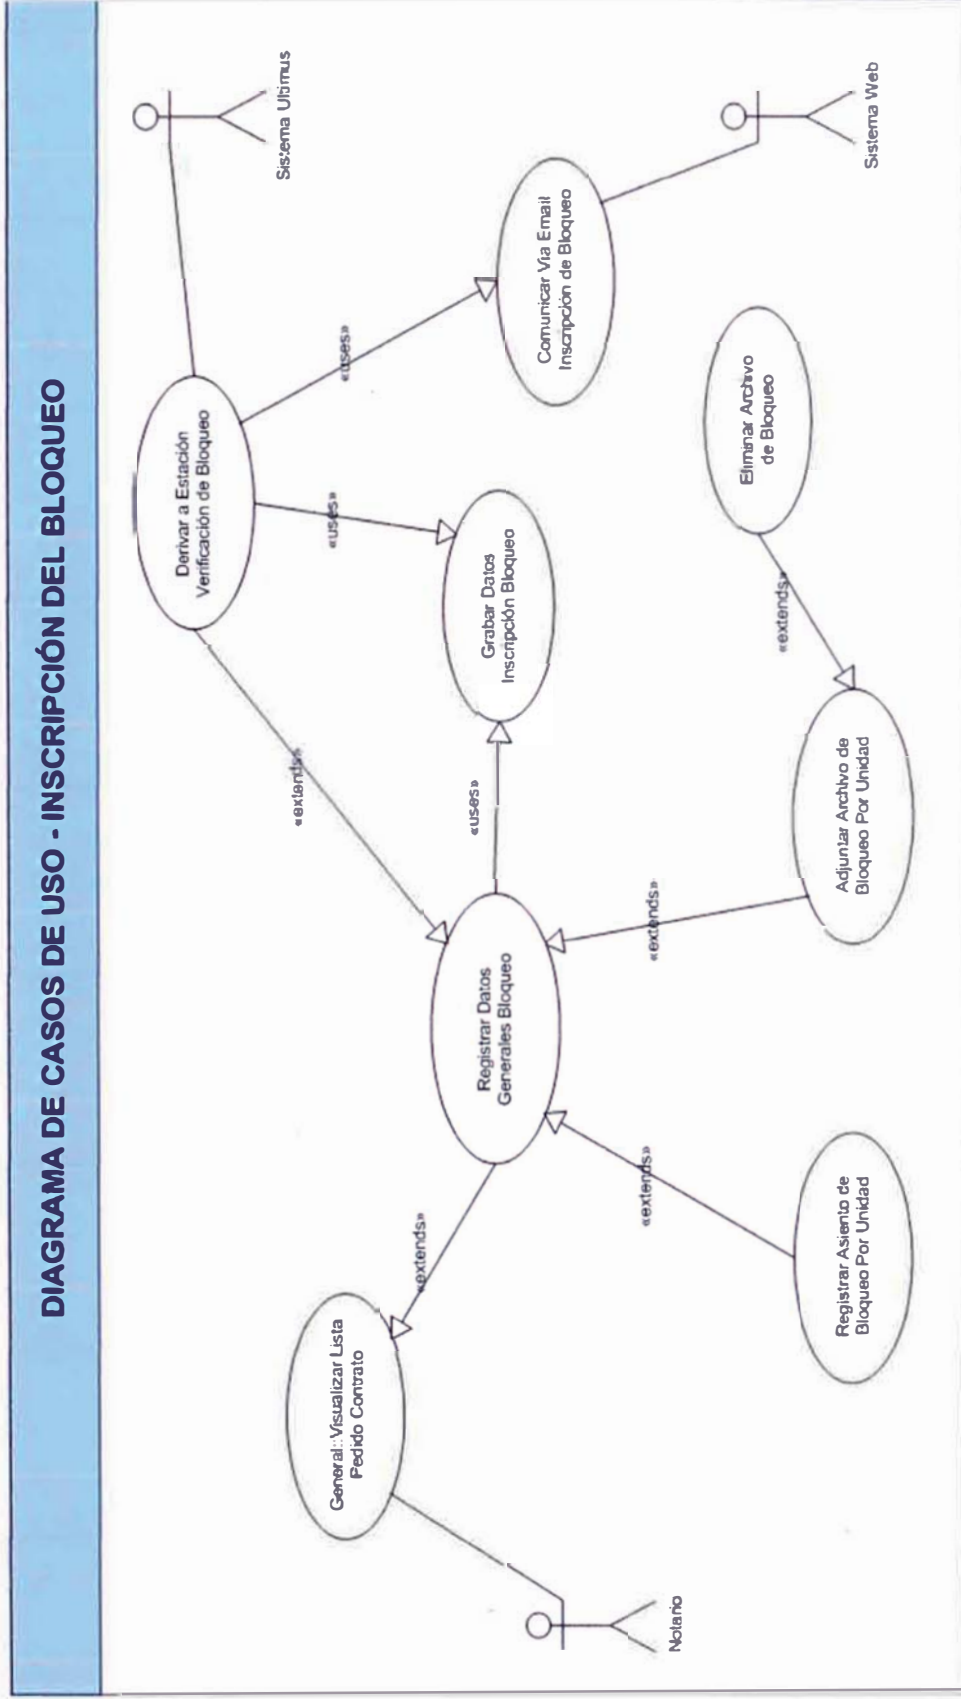 DIAGRAMA DE CASOS DE USO - INSCRIPCIÓN DEL BLOQUEO
Sistema Ultimus
Derivar a Estación
Verificación de Bloqueo
«extends»
«uses»
«uses»
General::Visualizar Lista
Pedido Contrato
«extends»
Registrar Datos
Generales Bloqueo
«uses»
Grabar Datos
Inscripción Bloqueo
Comunicar Via Email
Inscripción de Bloqueo
Notario
«extends»
«extends»
Eliminar Archivo
de Bloqueo
«extends»
Sistema Web
Registrar Asiento de
Bloqueo Por Unidad
Adjuntar Archivo de
Bloqueo Por Unidad